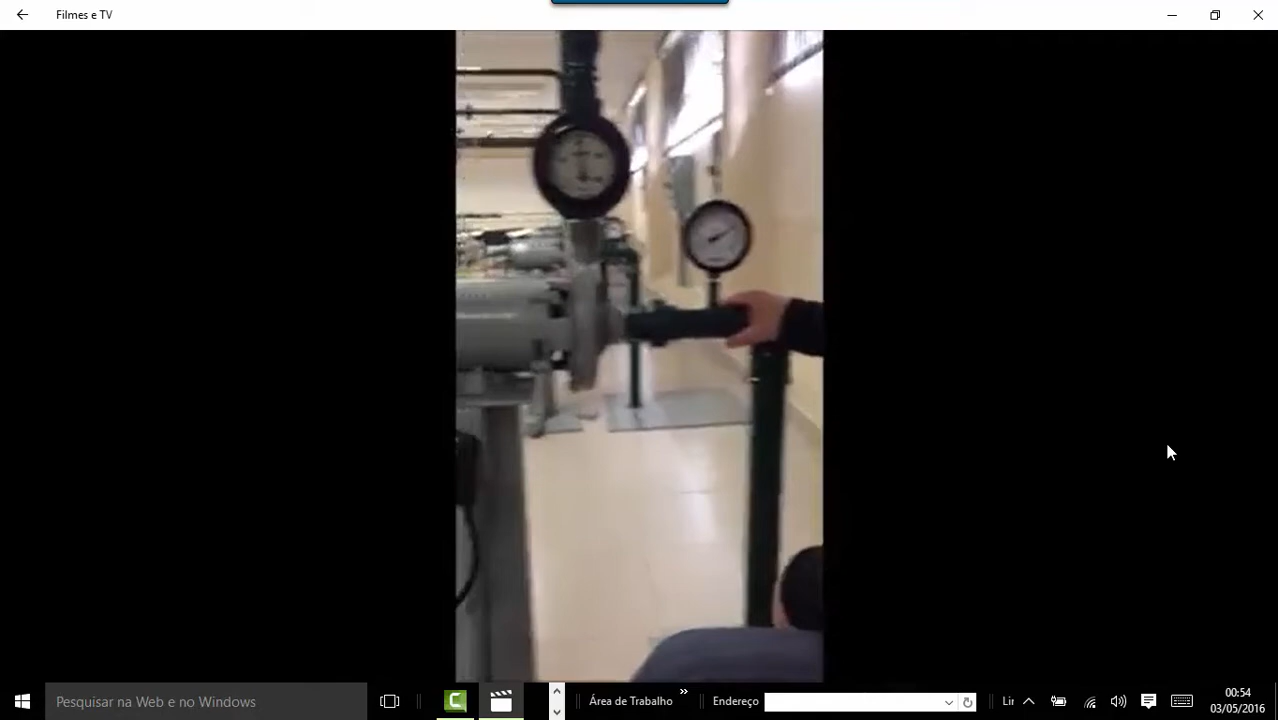 Filmes e TV
Pesquisar na Web e no Windows
Área de Trabalho
Endereço
Lir
00:54
03/05/2016